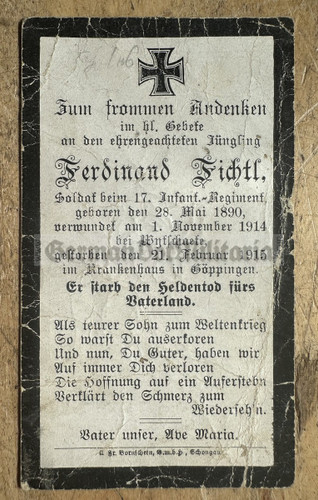 Zum frommen Andenken
im hl. Gebete
an den ehrengeachteten Jüngling
Ferdinand Fichtl,
Soldat beim 17. Infant.-Regiment,
geboren den 28. Mai 1890,
verwundet am 1. November 1914
bei Wytschaete,
gestorben den 21. Februar 1915
im Krankenhaus in Göppingen.
Er starb den Heldentod fürs
Vaterland.
Als teurer Sohn zum Weltenkrieg
So warst Du auserkoren
Und nun, Du Guter, haben wir
Auf immer Dich verloren
Die Hoffnung auf ein Aufersteh'n
Verklärt den Schmerz zum
Wiederseh'n.
Vater unser, Ave Maria.
G.m.b.H., Schongau